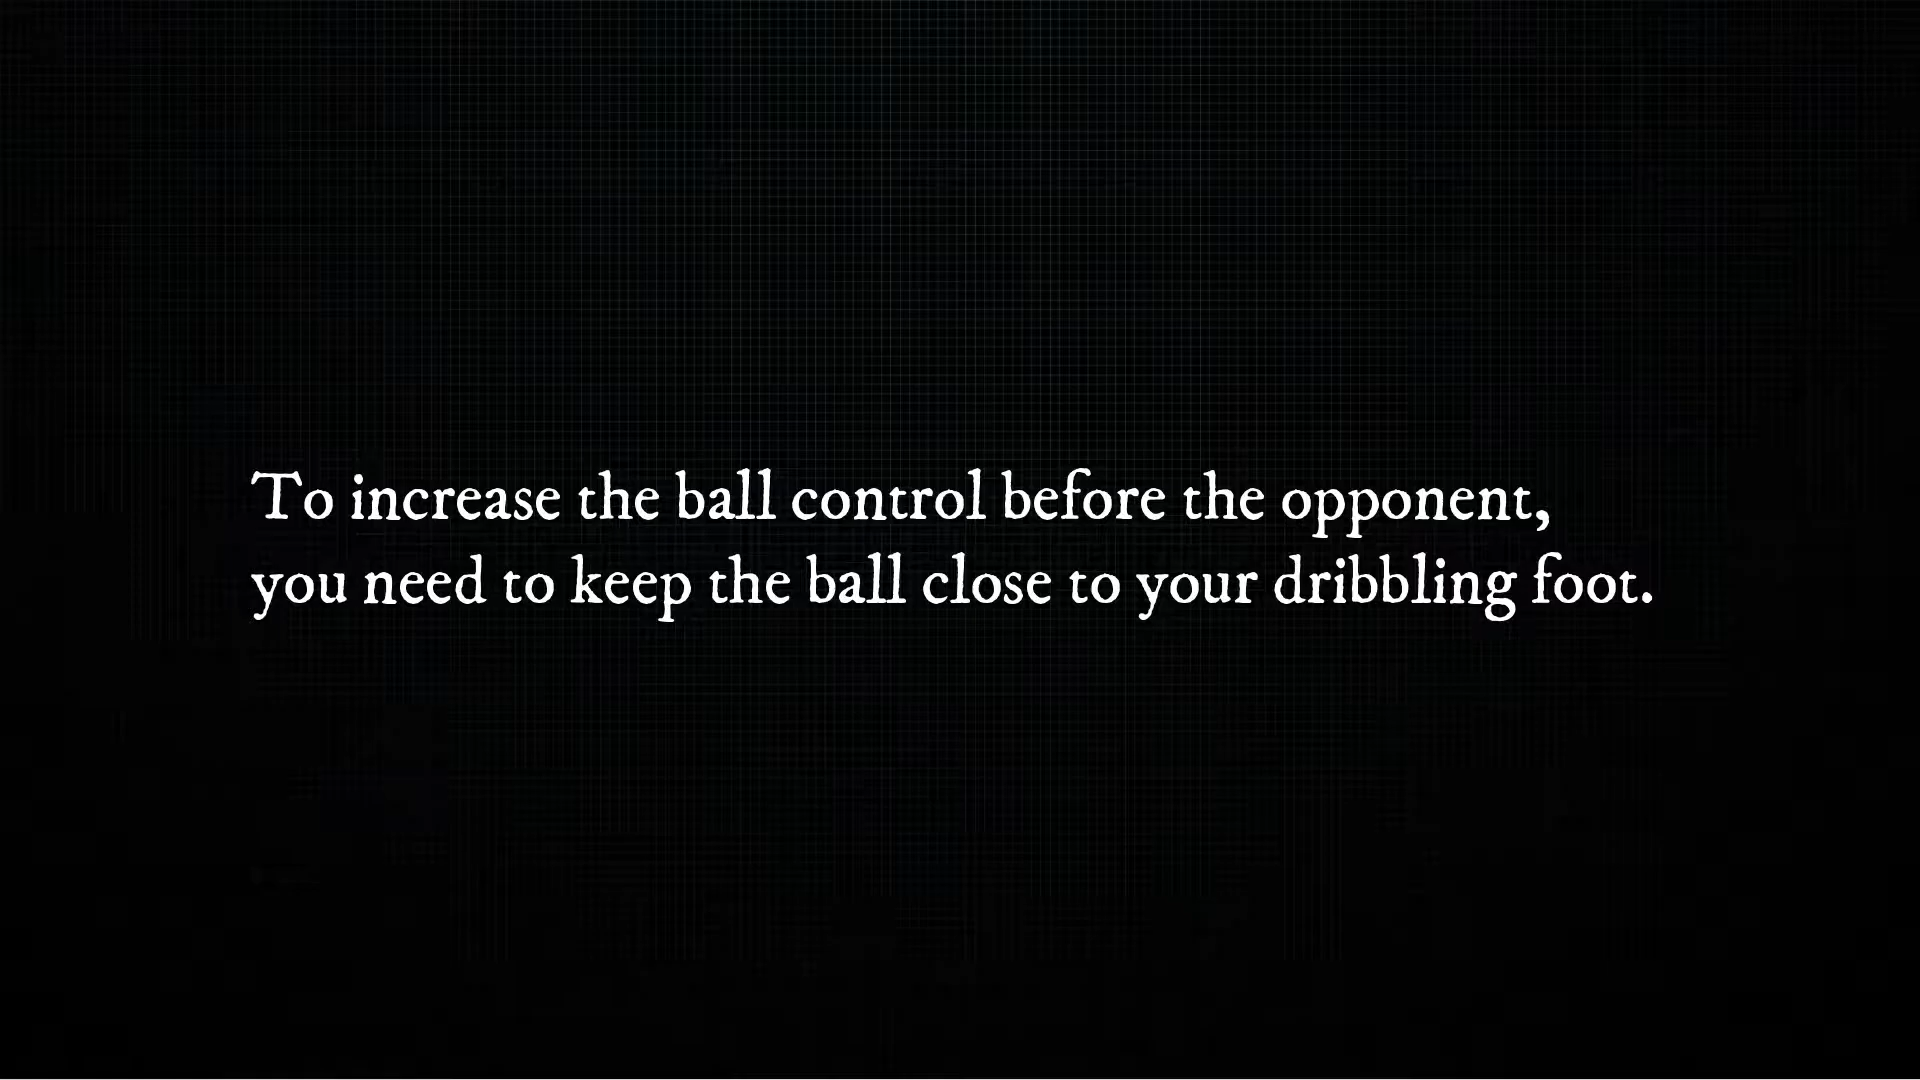 To increase the ball control before the opponent,
you need to keep the ball close to your dribbling foot.